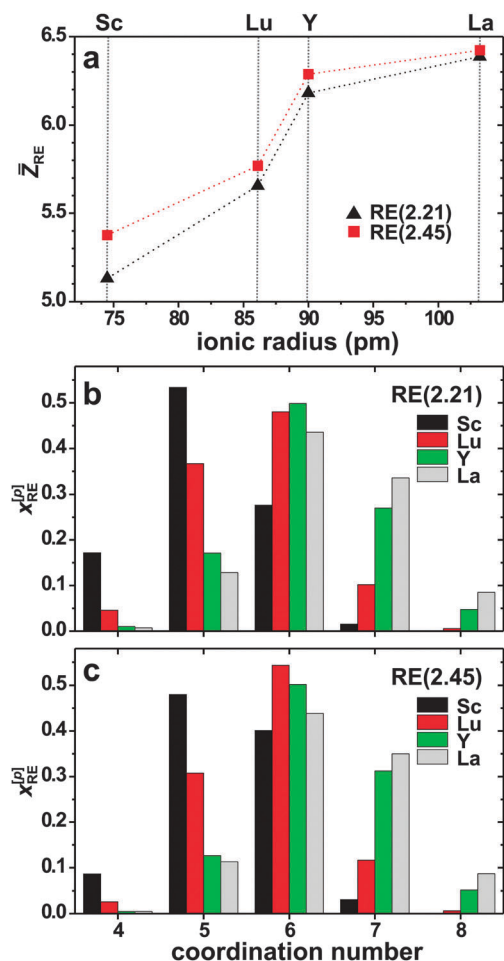 Sc Lu Y La
a
6.5
6.0
5.5
5.0
Z̄RE
RE(2.21)
RE(2.45)
75 80 85 90 95 100
ionic radius (pm)
b
RE(2.21)
Sc
Lu
Y
La
0.5
0.4
0.3
0.2
0.1
0.0
x[p]RE
c
RE(2.45)
Sc
Lu
Y
La
0.5
0.4
0.3
0.2
0.1
0.0
x[p]RE
4 5 6 7 8
coordination number